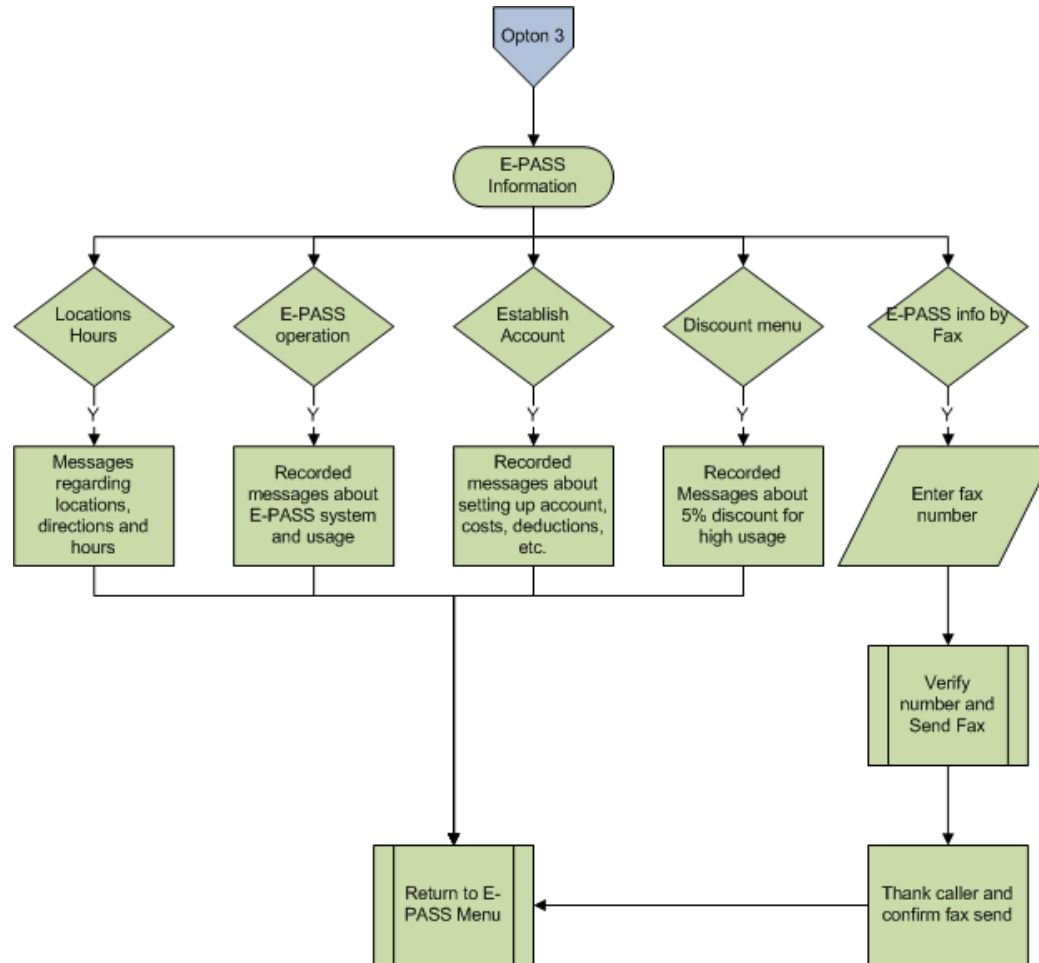 Opton 3
E-PASS
Information
Locations
Hours
E-PASS
operation
Establish
Account
Discount menu
E-PASS info by
Fax
Y
Y
Y
Y
Y
Messages
regarding
locations,
directions and
hours
Recorded
messages about
E-PASS system
and usage
Recorded
messages about
setting up account,
costs, deductions,
etc.
Recorded
Messages about
5% discount for
high usage
Enter fax
number
Verify
number and
Send Fax
Return to E-
PASS Menu
Thank caller and
confirm fax send